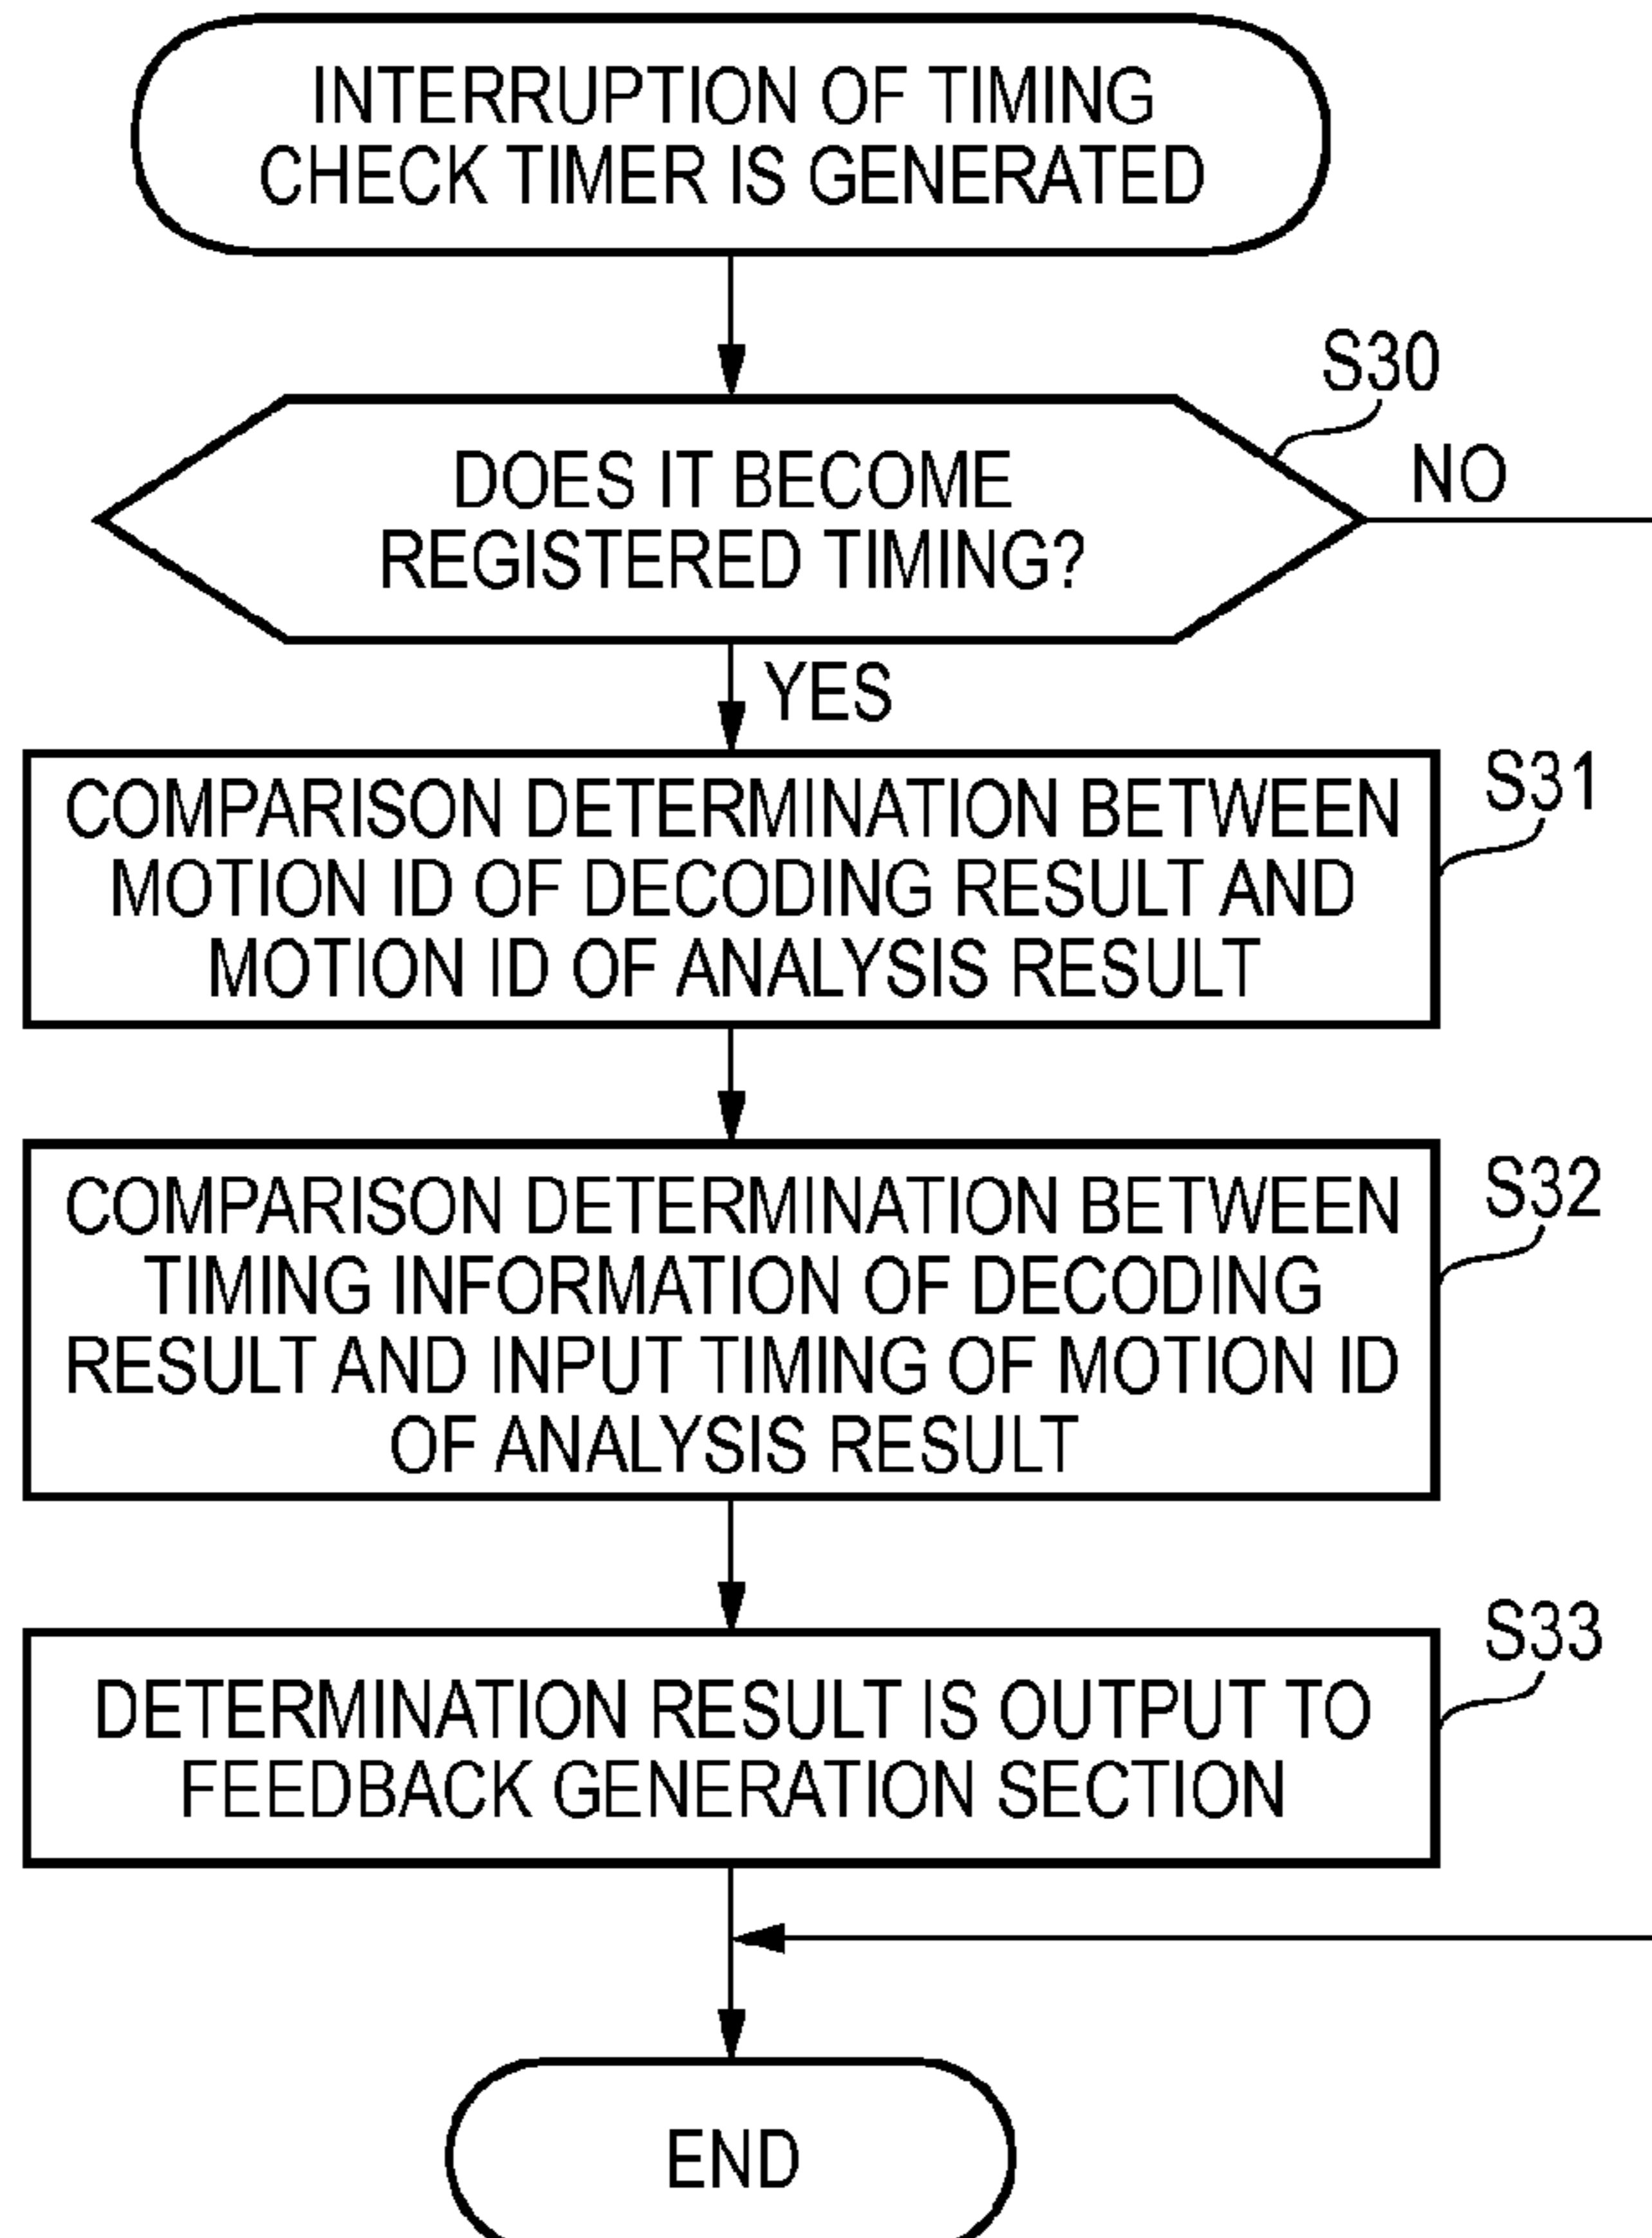 INTERRUPTION OF TIMING
CHECK TIMER IS GENERATED
S30
DOES IT BECOME
REGISTERED TIMING?
NO
YES
S31
COMPARISON DETERMINATION BETWEEN
MOTION ID OF DECODING RESULT AND
MOTION ID OF ANALYSIS RESULT
S32
COMPARISON DETERMINATION BETWEEN
TIMING INFORMATION OF DECODING
RESULT AND INPUT TIMING OF MOTION ID
OF ANALYSIS RESULT
S33
DETERMINATION RESULT IS OUTPUT TO
FEEDBACK GENERATION SECTION
END